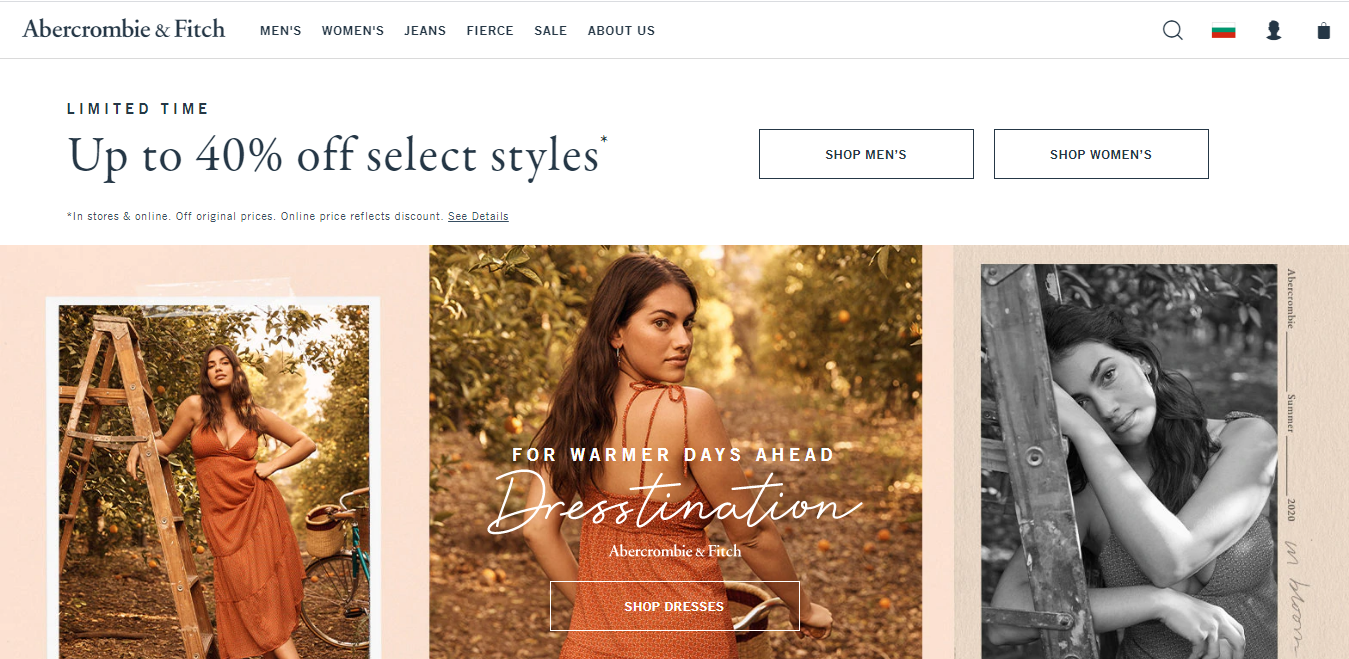 Abercrombie & Fitch
MEN'S
WOMEN'S
JEANS
FIERCE
SALE
ABOUT US
LIMITED TIME
Up to 40% off select styles*
SHOP MEN'S
SHOP WOMEN'S
*In stores & online. Off original prices. Online price reflects discount. See Details
FOR WARMER DAYS AHEAD
Dresstination
Abercrombie & Fitch
SHOP DRESSES
Abercrombie
Summer
2020
in bloom